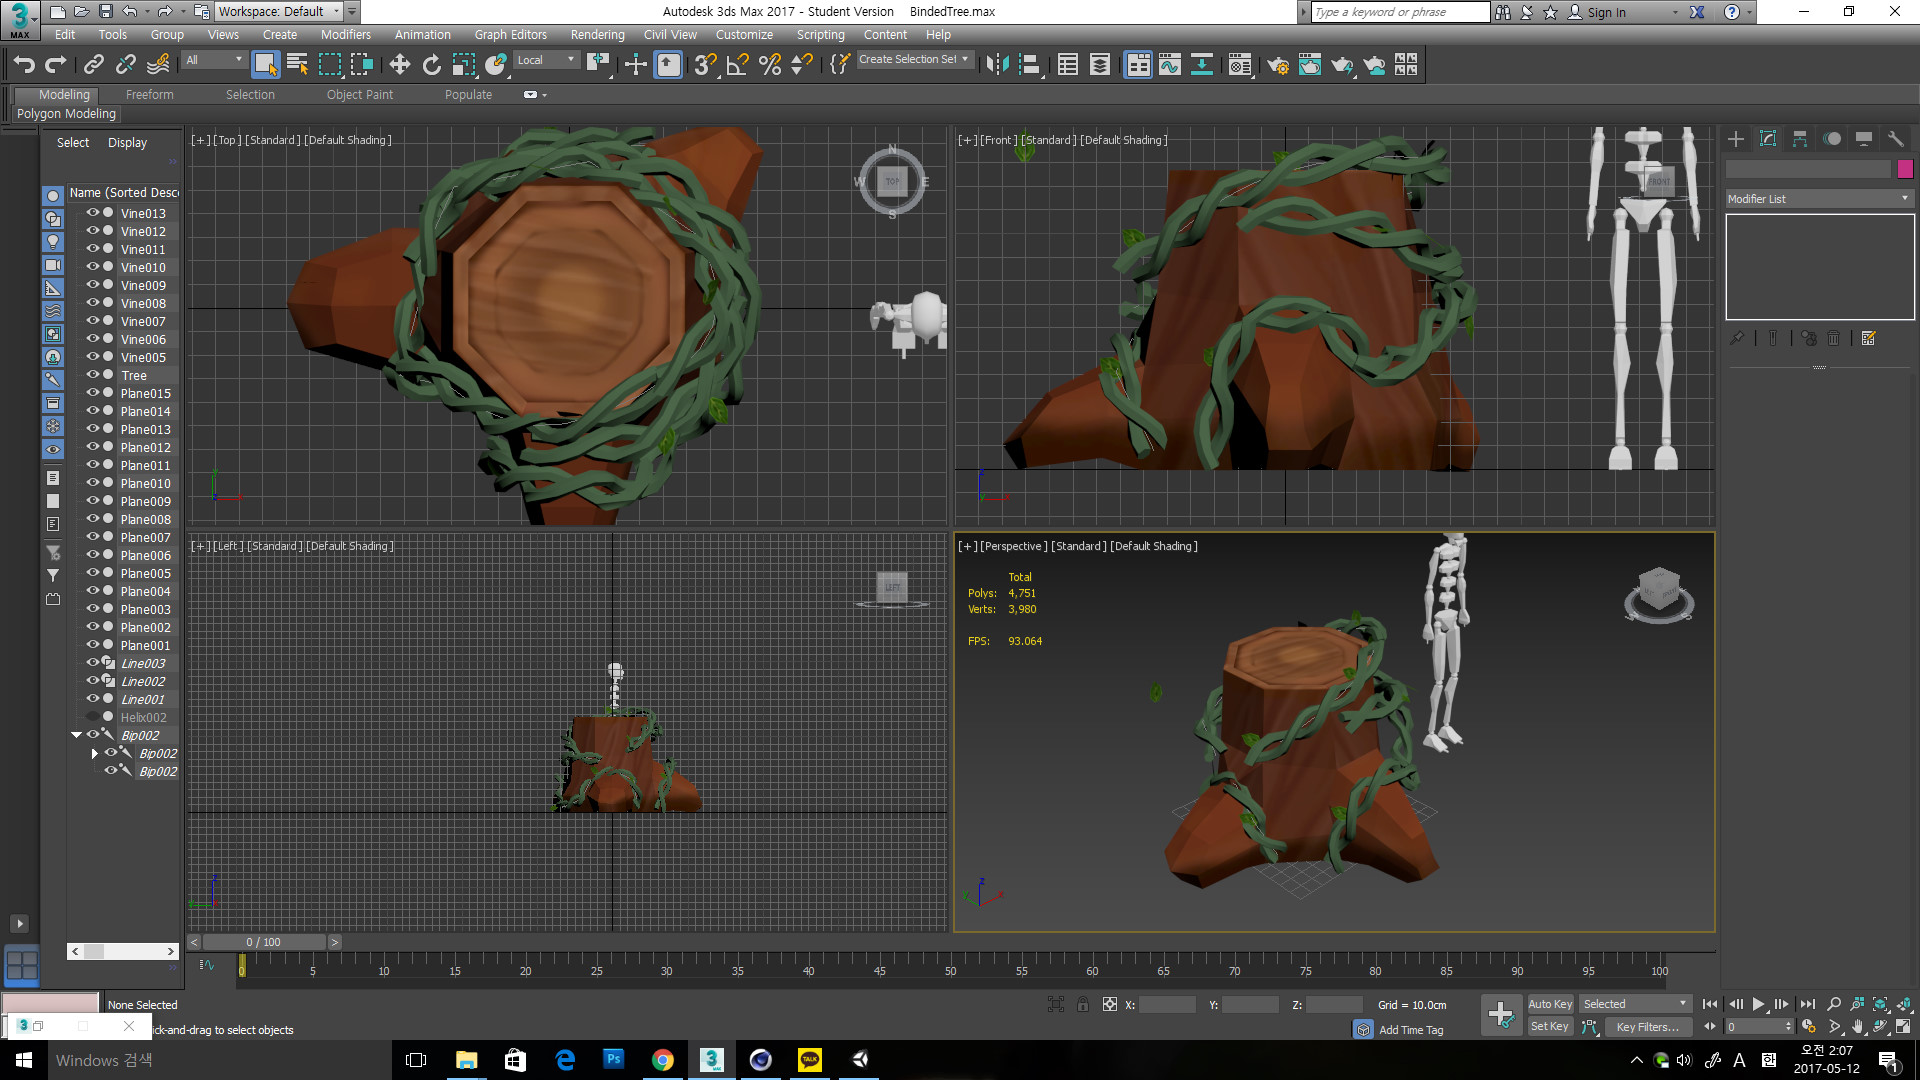 Workspace: Default
Autodesk 3ds Max 2017 - Student Version    BindedTree.max
Type a keyword or phrase
Sign In
MAX
Edit Tools Group Views Create Modifiers Animation Graph Editors Rendering Civil View Customize Scripting Content Help
All
Local
Create Selection Set
Modeling Freeform Selection Object Paint Populate
Polygon Modeling
Select Display
Name (Sorted Desce
Vine013
Vine012
Vine011
Vine010
Vine009
Vine008
Vine007
Vine006
Vine005
Tree
Plane015
Plane014
Plane013
Plane012
Plane011
Plane010
Plane009
Plane008
Plane007
Plane006
Plane005
Plane004
Plane003
Plane002
Plane001
Line003
Line002
Line001
Helix002
Bip002
Bip002
Bip002
[+] [Top] [Standard] [Default Shading]
N
W TOP E
S
[+] [Front] [Standard] [Default Shading]
FRONT
[+] [Left] [Standard] [Default Shading]
LEFT
[+] [Perspective] [Standard] [Default Shading]
Total
Polys: 4,751
Verts: 3,980
FPS: 93.064
Modifier List
0 / 100
0 5 10 15 20 25 30 35 40 45 50 55 60 65 70 75 80 85 90 95 100
None Selected
ick-and-drag to select objects
X: Y: Z: Grid = 10.0cm
Add Time Tag
Auto Key Selected
Set Key Key Filters...
0
Windows 검색
Ps
TALK
A
오전 2:07
2017-05-12
1